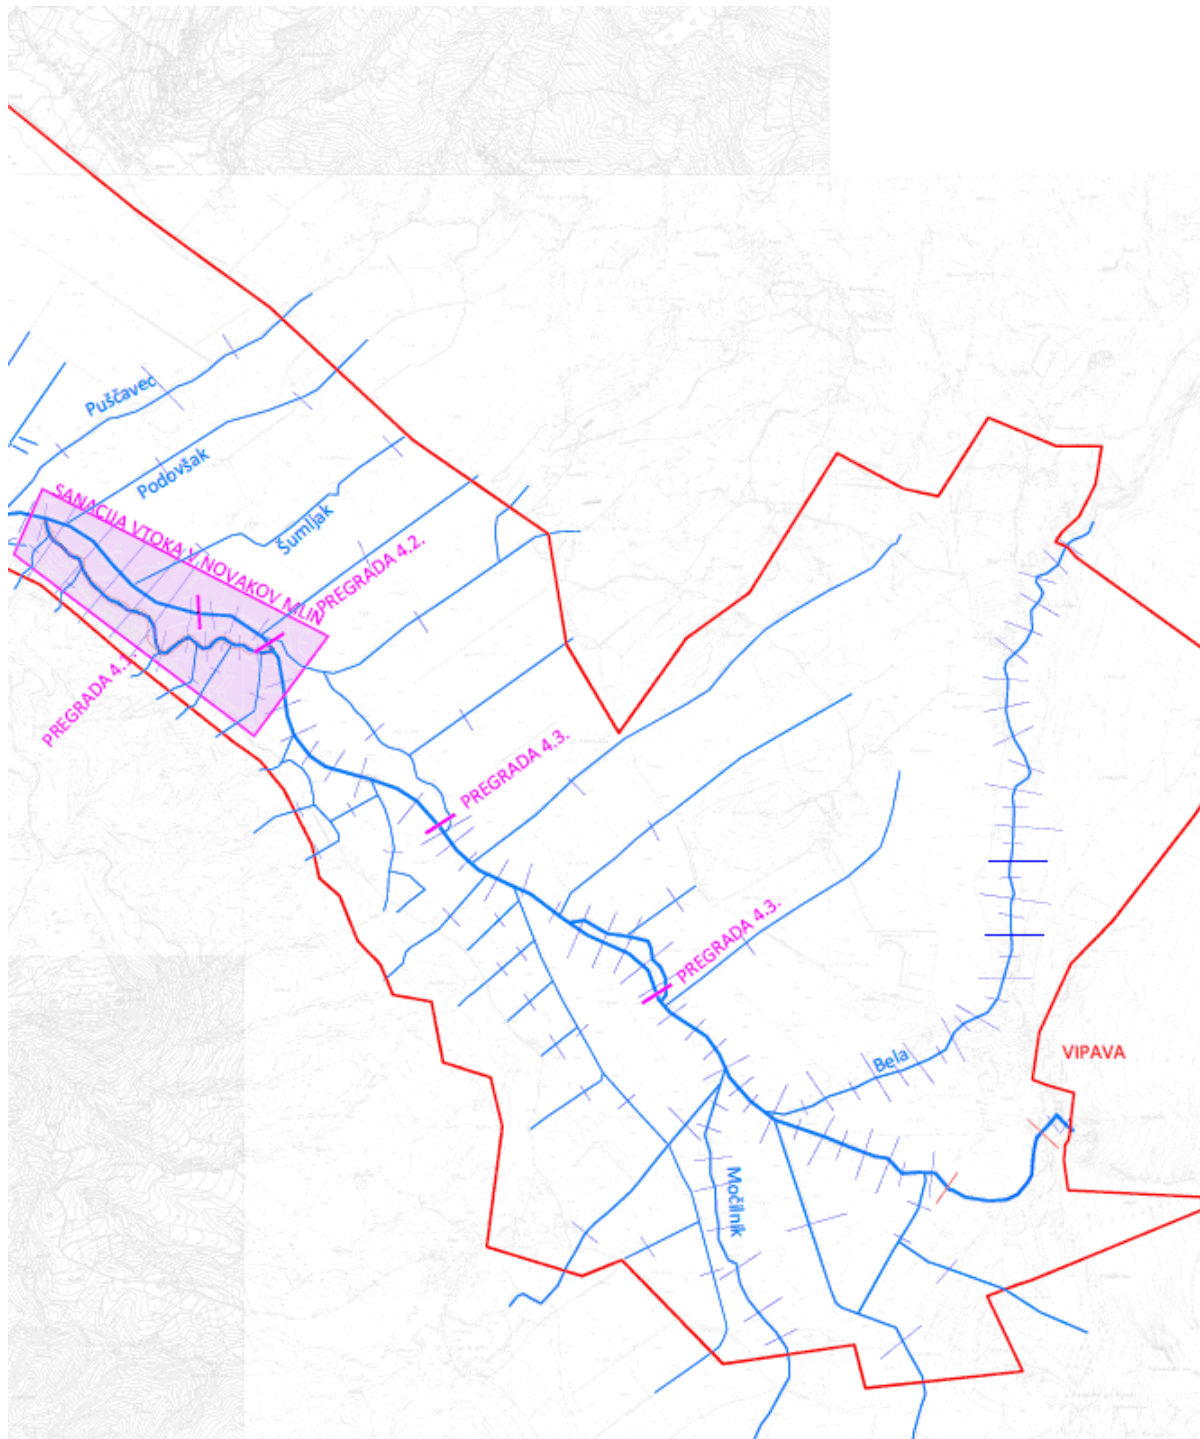 Puščavec
Podovšak
Šumljak
SANACIJA VTOKA V NOVAKOV MLIN
PREGRADA 4.2.
PREGRADA 4.1.
PREGRADA 4.3.
PREGRADA 4.3.
Bela
VIPAVA
Močilnik